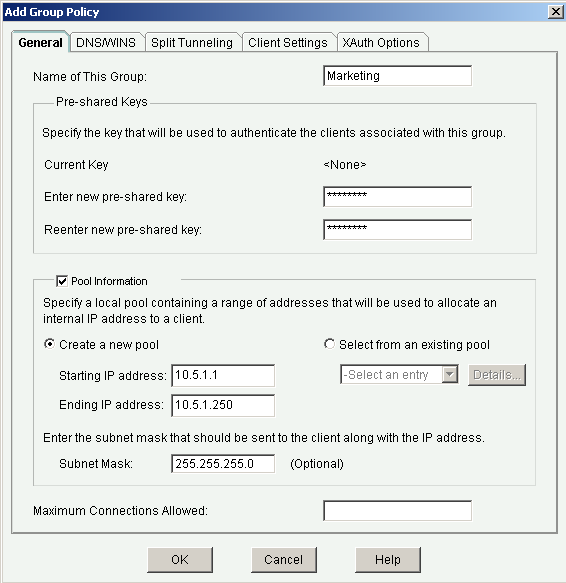 Add Group Policy
General DNS/WINS Split Tunneling Client Settings XAuth Options
Name of This Group: Marketing
Pre-shared Keys
Specify the key that will be used to authenticate the clients associated with this group.
Current Key <None>
Enter new pre-shared key: ********
Reenter new pre-shared key: ********
Pool Information
Specify a local pool containing a range of addresses that will be used to allocate an
internal IP address to a client.
Create a new pool Select from an existing pool
Starting IP address: 10.5.1.1 -Select an entry Details...
Ending IP address: 10.5.1.250
Enter the subnet mask that should be sent to the client along with the IP address.
Subnet Mask: 255.255.255.0 (Optional)
Maximum Connections Allowed:
OK Cancel Help